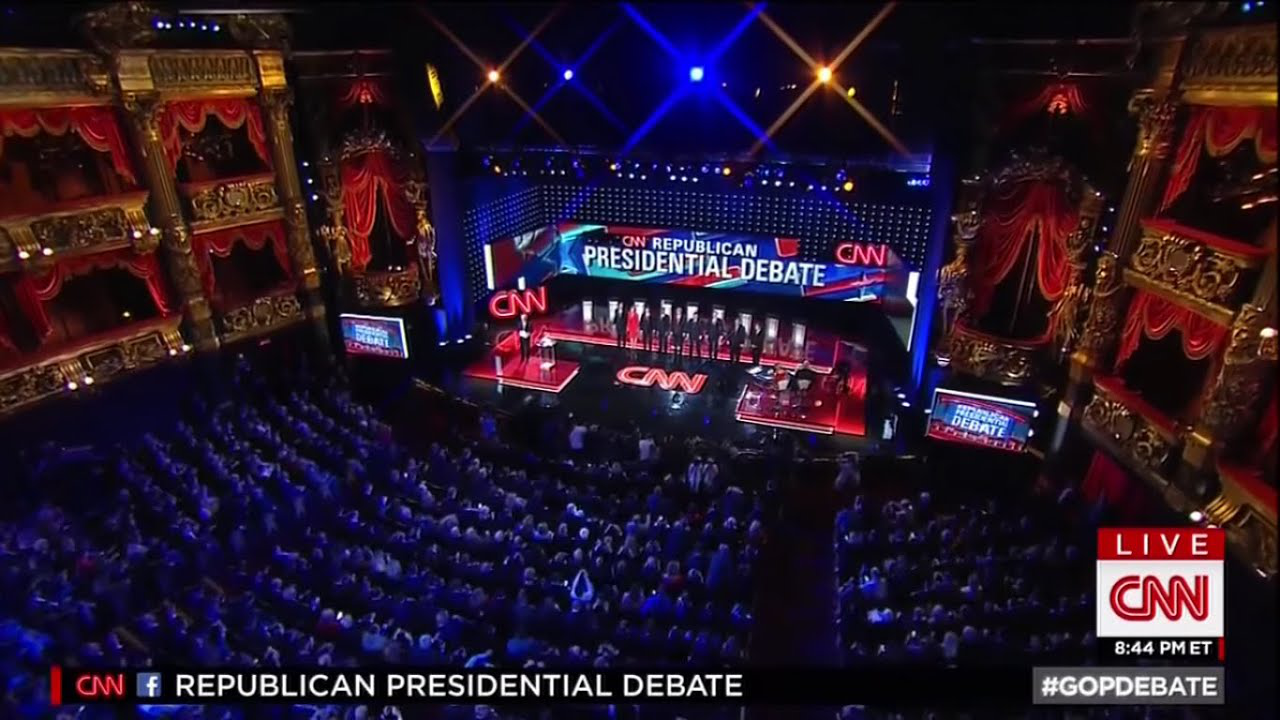 CNN REPUBLICAN
PRESIDENTIAL DEBATE
CNN
CNN
REPUBLICAN
PRESIDENTIAL
DEBATE
CNN
REPUBLICAN
PRESIDENTIAL
DEBATE
LIVE
CNN
8:44 PM ET
CNN f REPUBLICAN PRESIDENTIAL DEBATE
#GOPDEBATE